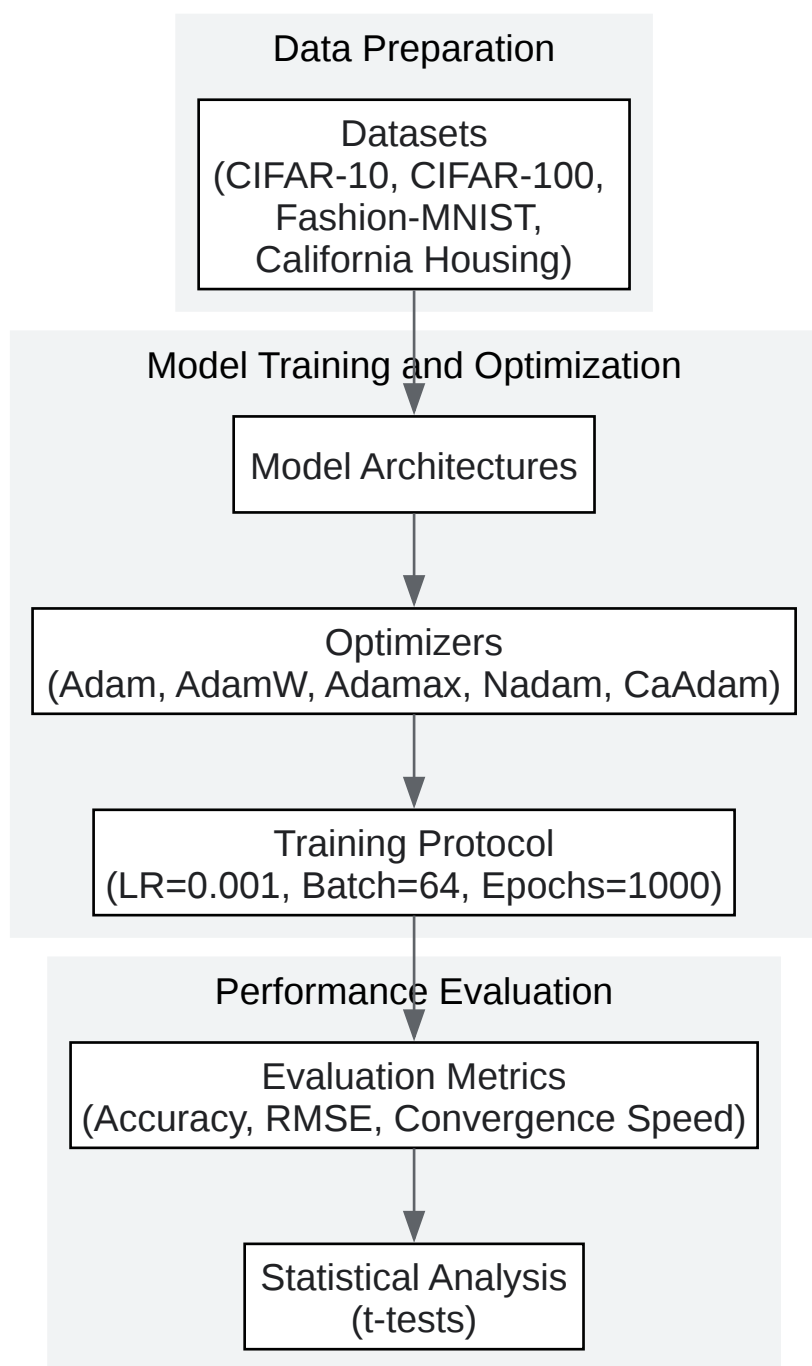 Data Preparation
Datasets
(CIFAR-10, CIFAR-100,
Fashion-MNIST,
California Housing)
Model Training and Optimization
Model Architectures
Optimizers
(Adam, AdamW, Adamax, Nadam, CaAdam)
Training Protocol
(LR=0.001, Batch=64, Epochs=1000)
Performance Evaluation
Evaluation Metrics
(Accuracy, RMSE, Convergence Speed)
Statistical Analysis
(t-tests)